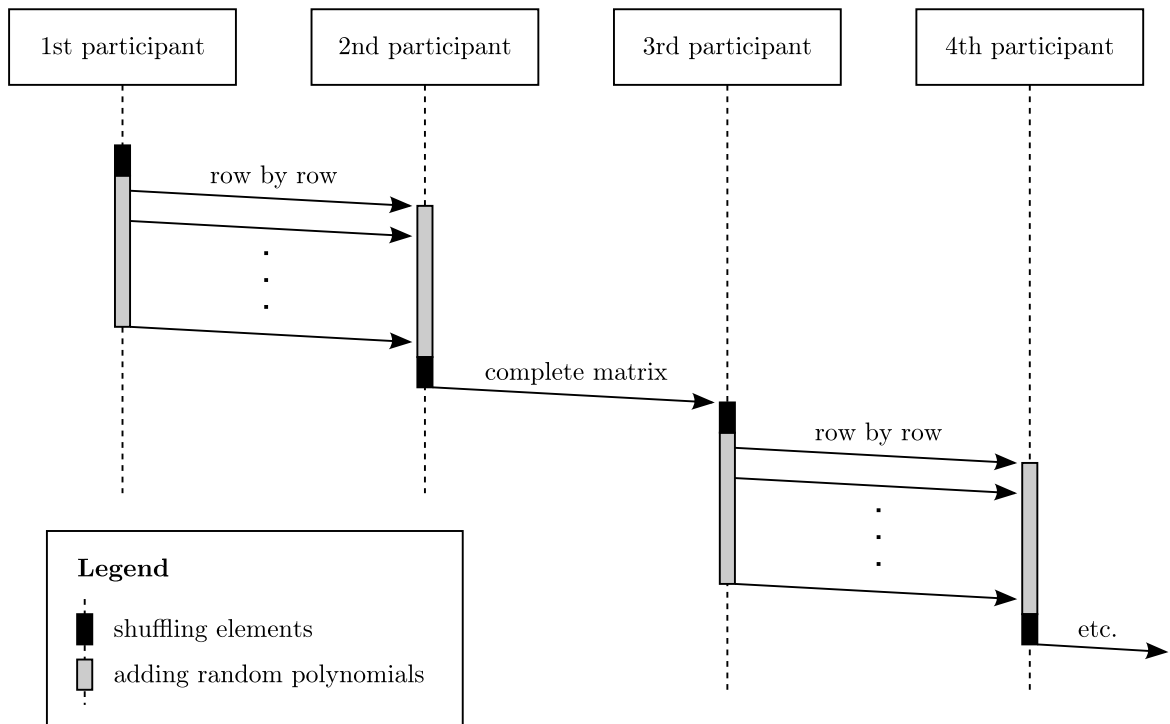 1st participant
2nd participant
3rd participant
4th participant
row by row
complete matrix
row by row
etc.
Legend
shuffling elements
adding random polynomials